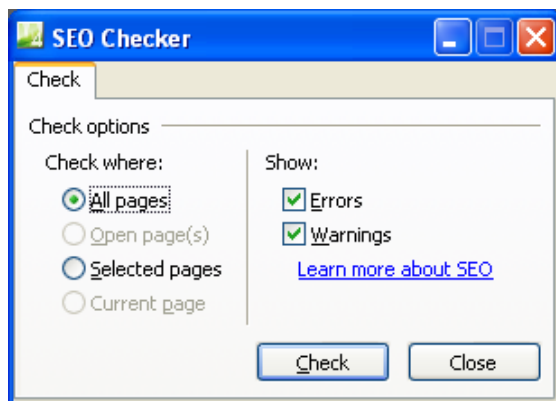 SEO Checker
Check
Check options
Check where:
All pages
Open page(s)
Selected pages
Current page
Show:
Errors
Warnings
Learn more about SEO
Check
Close